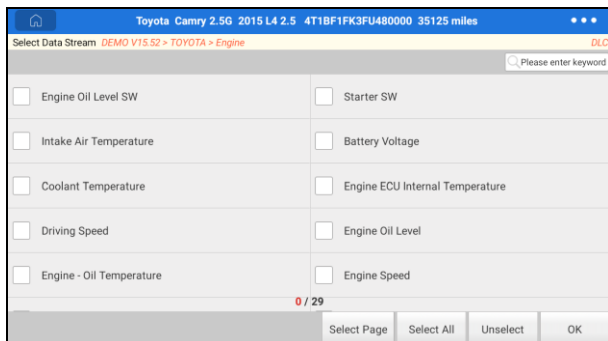 Toyota Camry 2.5G 2015 L4 2.5 4T1BF1FK3FU480000 35125 miles
Select Data Stream DEMO V15.52 > TOYOTA > Engine DLC
Please enter keyword
Engine Oil Level SW Starter SW
Intake Air Temperature Battery Voltage
Coolant Temperature Engine ECU Internal Temperature
Driving Speed Engine Oil Level
Engine - Oil Temperature Engine Speed
0 / 29
Select Page Select All Unselect OK